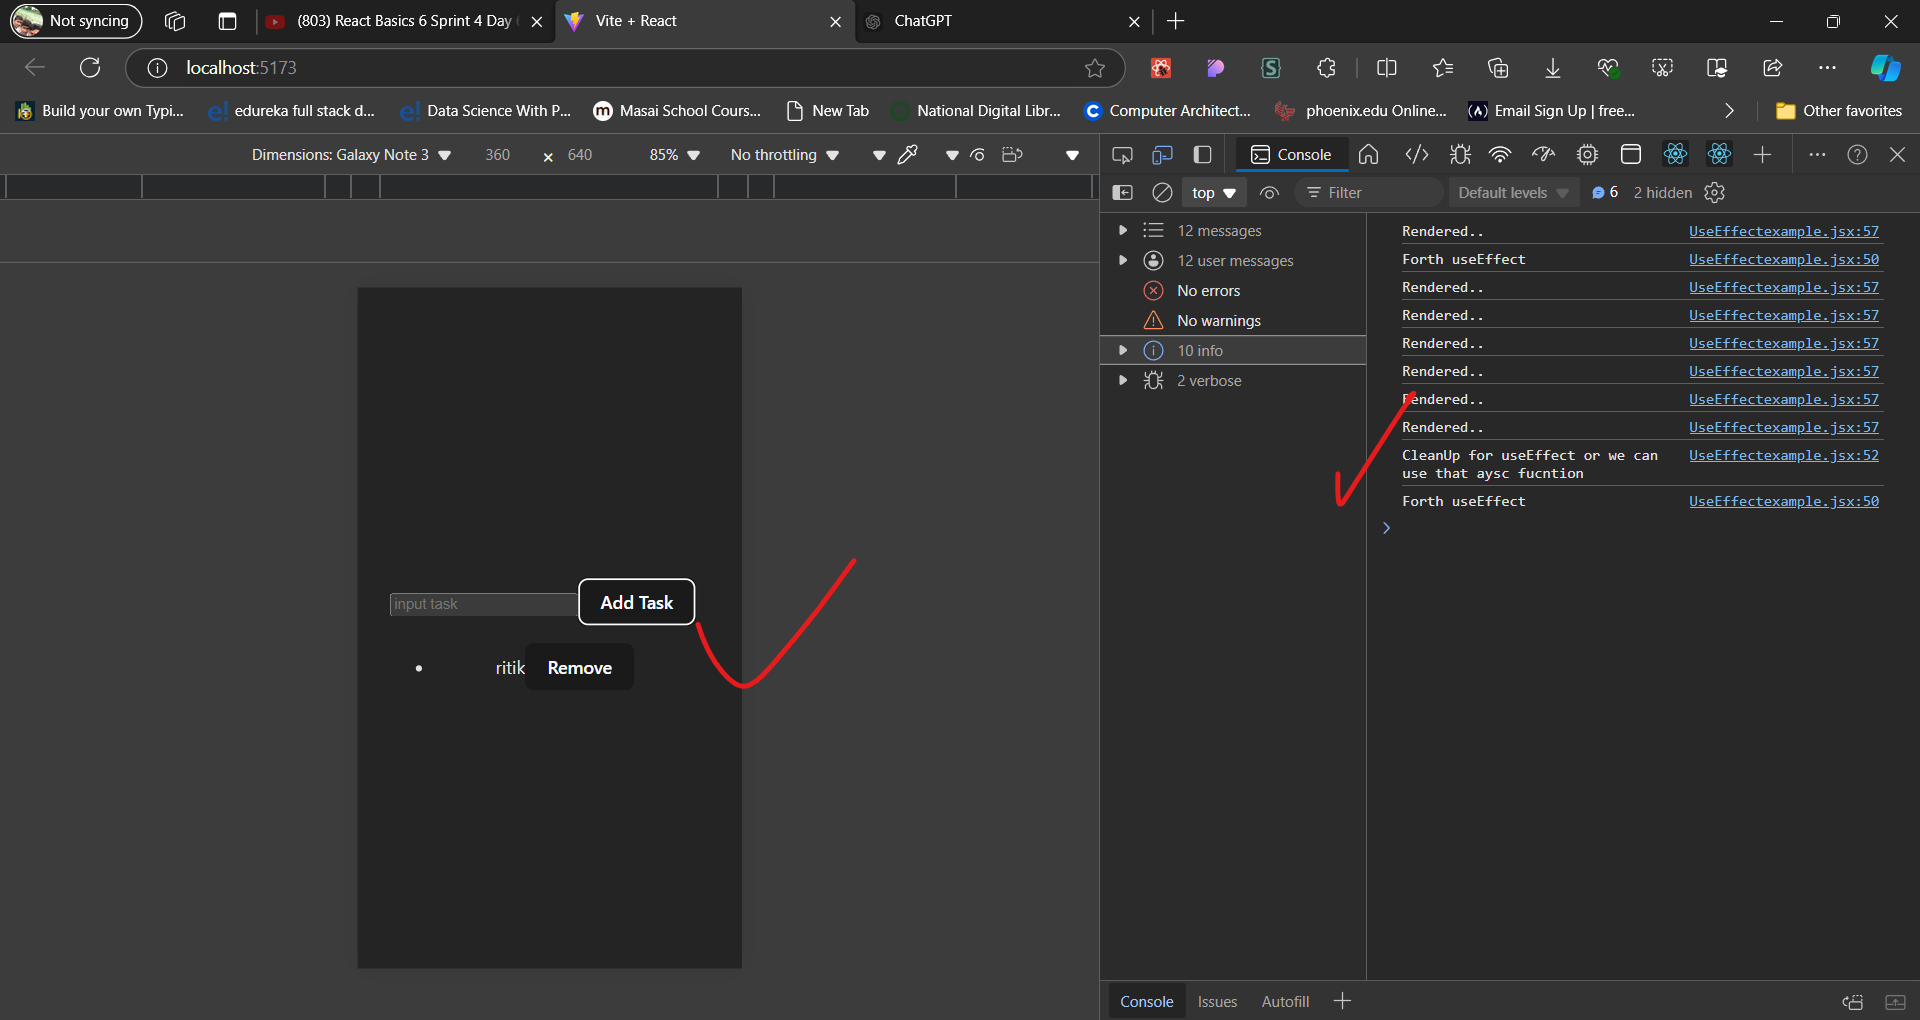 Not syncing
(803) React Basics 6 Sprint 4 Day
Vite + React
ChatGPT
localhost:5173
Build your own Typi...
edureka full stack d...
Data Science With P...
Masai School Cours...
New Tab
National Digital Libr...
Computer Architect...
phoenix.edu Online...
Email Sign Up | free...
Other favorites
Dimensions: Galaxy Note 3
360 × 640
85%
No throttling
Console
top
Filter
Default levels
6
2 hidden
12 messages
12 user messages
No errors
No warnings
10 info
2 verbose
Rendered.. UseEffectexample.jsx:57
Forth useEffect UseEffectexample.jsx:50
Rendered.. UseEffectexample.jsx:57
Rendered.. UseEffectexample.jsx:57
Rendered.. UseEffectexample.jsx:57
Rendered.. UseEffectexample.jsx:57
Rendered.. UseEffectexample.jsx:57
Rendered.. UseEffectexample.jsx:57
CleanUp for useEffect or we can UseEffectexample.jsx:52
use that aysc fucntion
Forth useEffect UseEffectexample.jsx:50
input task
Add Task
ritik
Remove
Console
Issues
Autofill